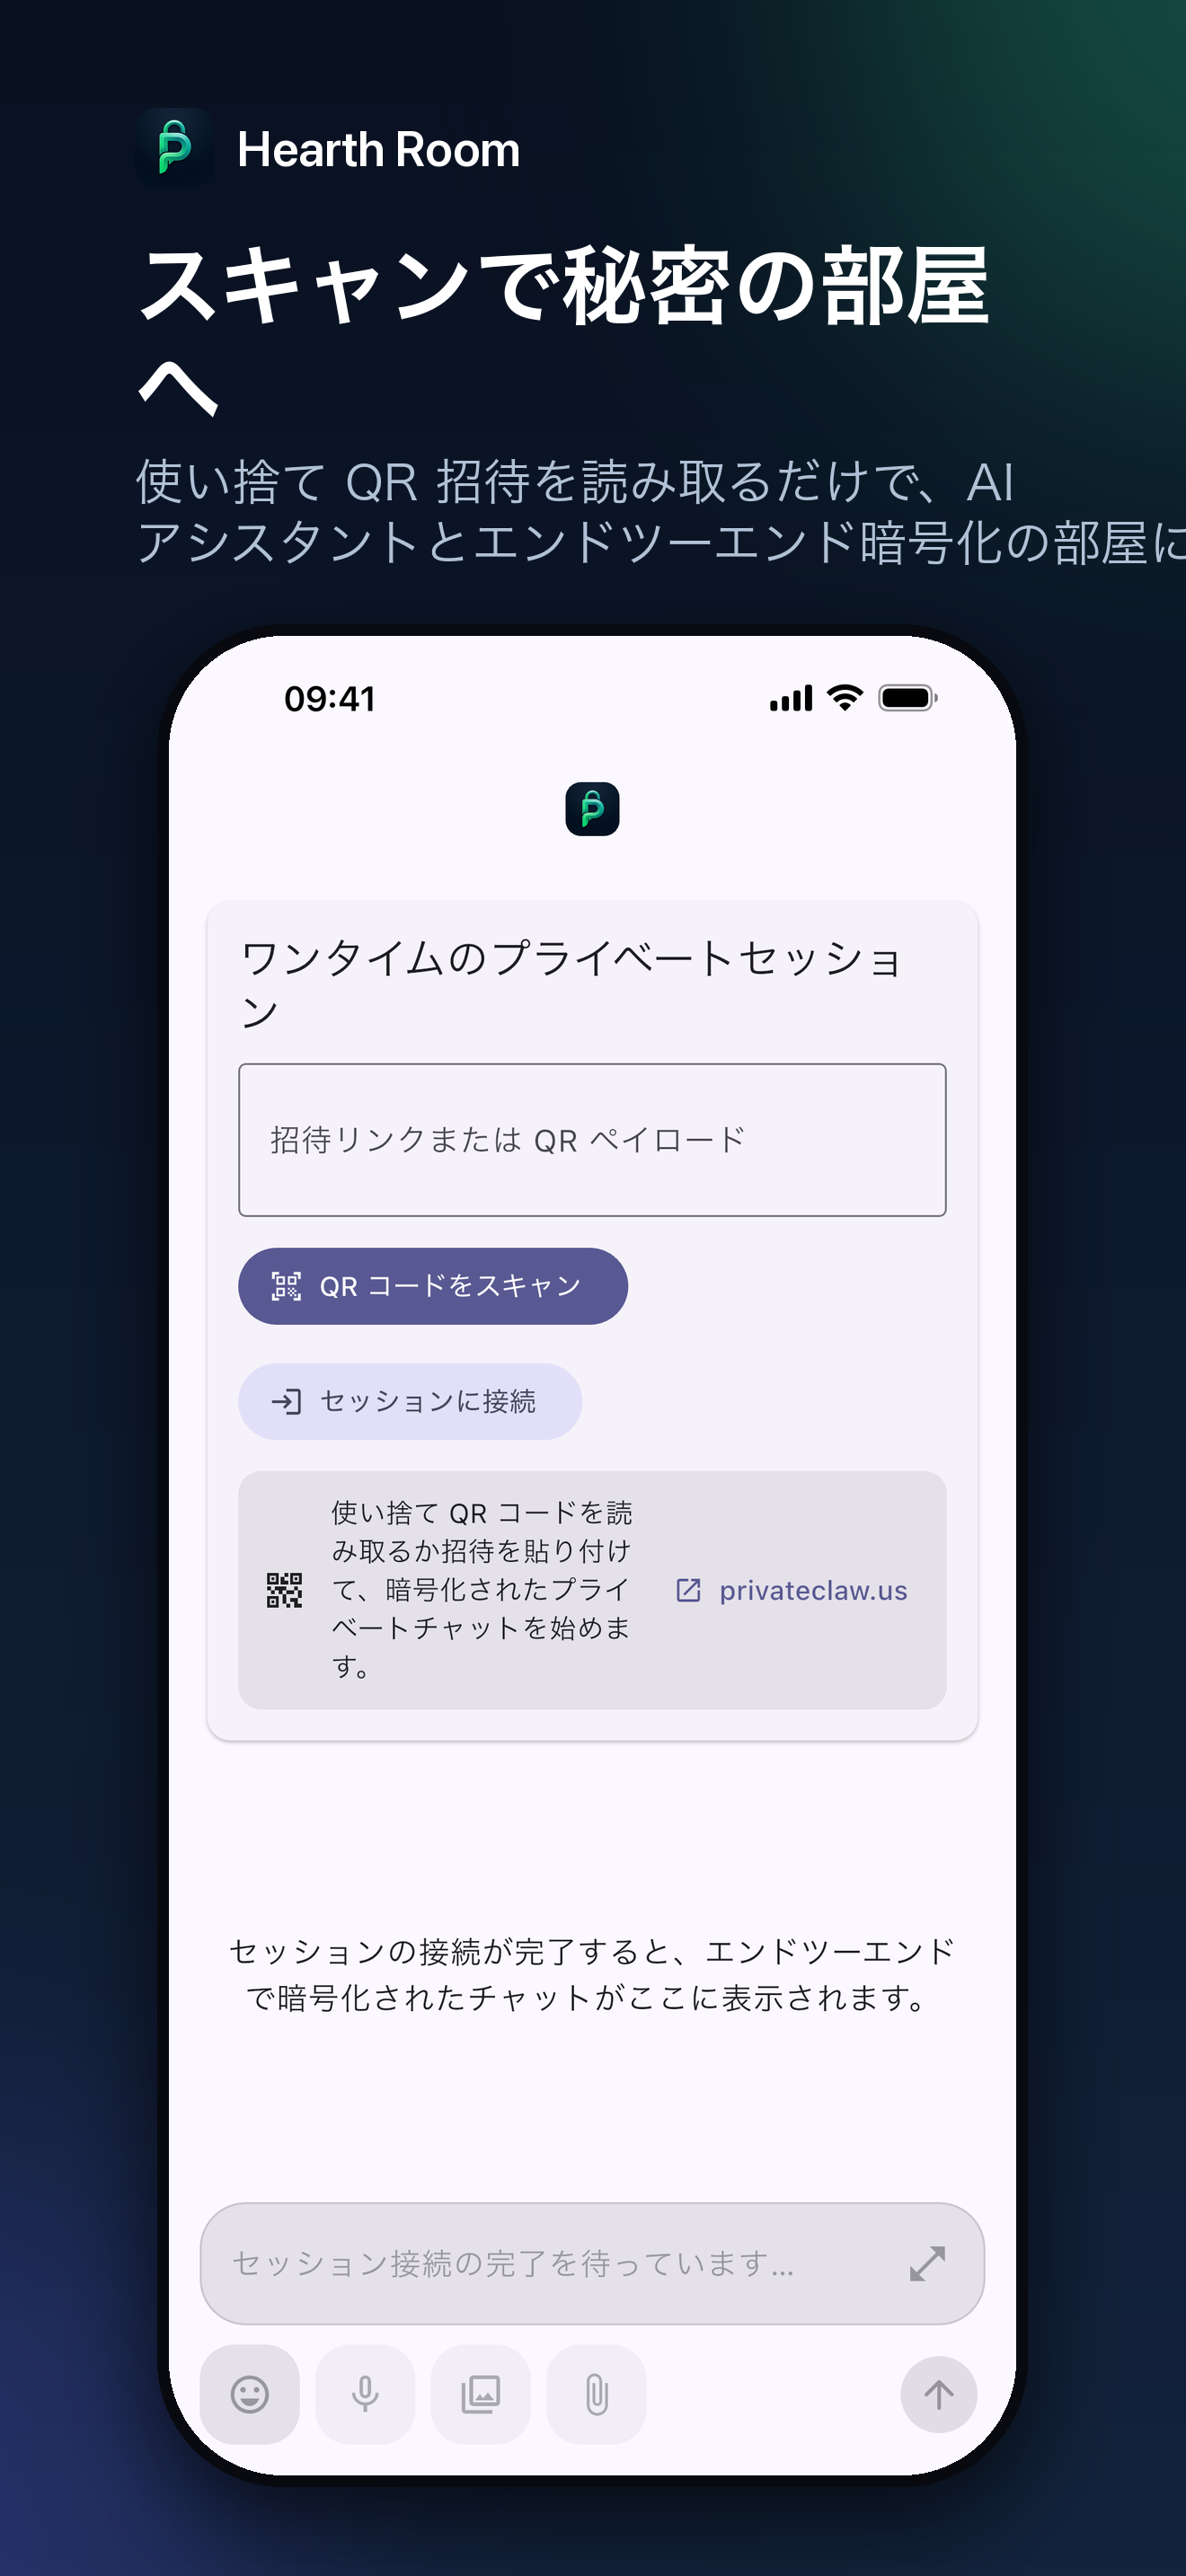 Hearth Room
スキャンで秘密の部屋
へ
使い捨て QR 招待を読み取るだけで、AI
アシスタントとエンドツーエンド暗号化の部屋に
09:41
ワンタイムのプライベートセッショ
ン
招待リンクまたは QR ペイロード
QR コードをスキャン
セッションに接続
使い捨て QR コードを読
み取るか招待を貼り付け
て、暗号化されたプライ
ベートチャットを始めま
す。
privateclaw.us
セッションの接続が完了すると、エンドツーエンド
で暗号化されたチャットがここに表示されます。
セッション接続の完了を待っています...